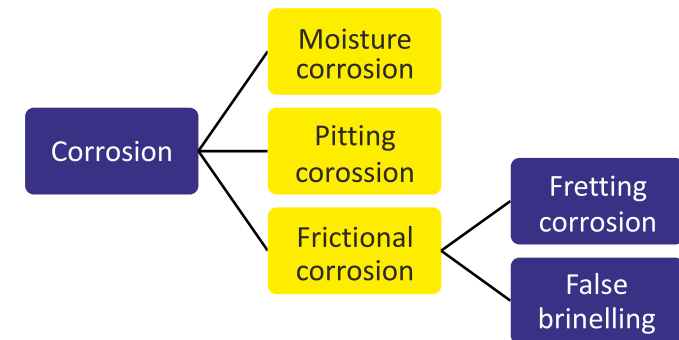 Corrosion
Moisture
corrosion
Pitting
corossion
Frictional
corrosion
Fretting
corrosion
False
brinelling